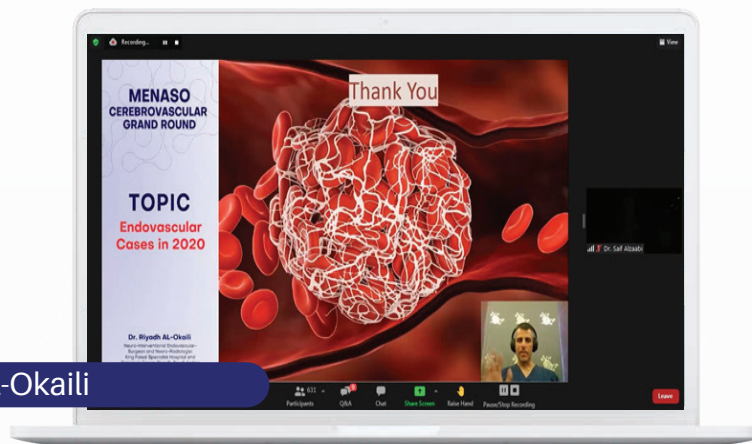 Recording...
View
MENASO
CEREBROVASCULAR
GRAND ROUND
TOPIC
Endovascular
Cases in 2020
Thank You
Dr. Saif Alzaabi
Dr. Riyadh AL-Okaili
Neuro-Interventional Endovascular-
Surgeon and Neuro-Radiologist
King Faisal Specialist Hospital and
-Okaili
631
Participants
Q&A
Chat
Share Screen
Raise Hand
Pause/Stop Recording
Leave